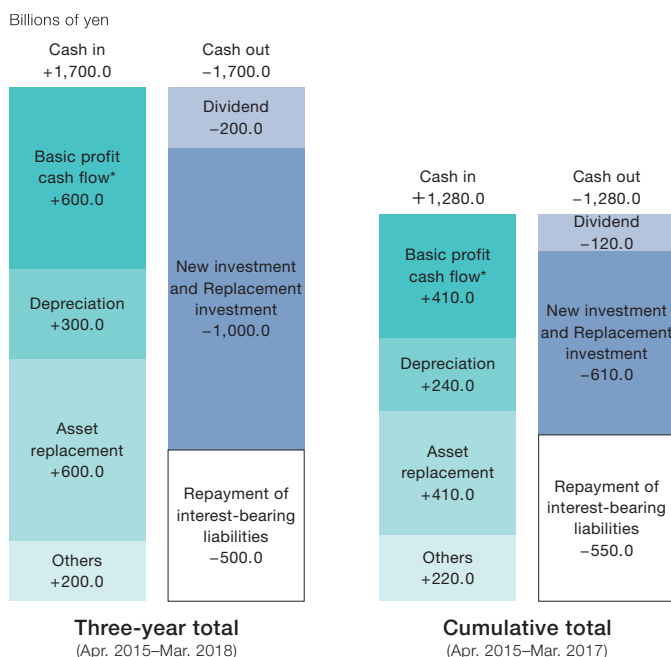 Billions of yen
Cash in
+1,700.0
Cash out
−1,700.0
Basic profit
cash flow*
+600.0
Depreciation
+300.0
Asset
replacement
+600.0
Others
+200.0
Dividend
−200.0
New investment
and Replacement
investment
−1,000.0
Repayment of
interest-bearing
liabilities
−500.0
Three-year total
(Apr. 2015–Mar. 2018)
Cash in
+1,280.0
Cash out
−1,280.0
Basic profit
cash flow*
+410.0
Depreciation
+240.0
Asset
replacement
+410.0
Others
+220.0
Dividend
−120.0
New investment
and Replacement
investment
−610.0
Repayment of
interest-bearing
liabilities
−550.0
Cumulative total
(Apr. 2015–Mar. 2017)